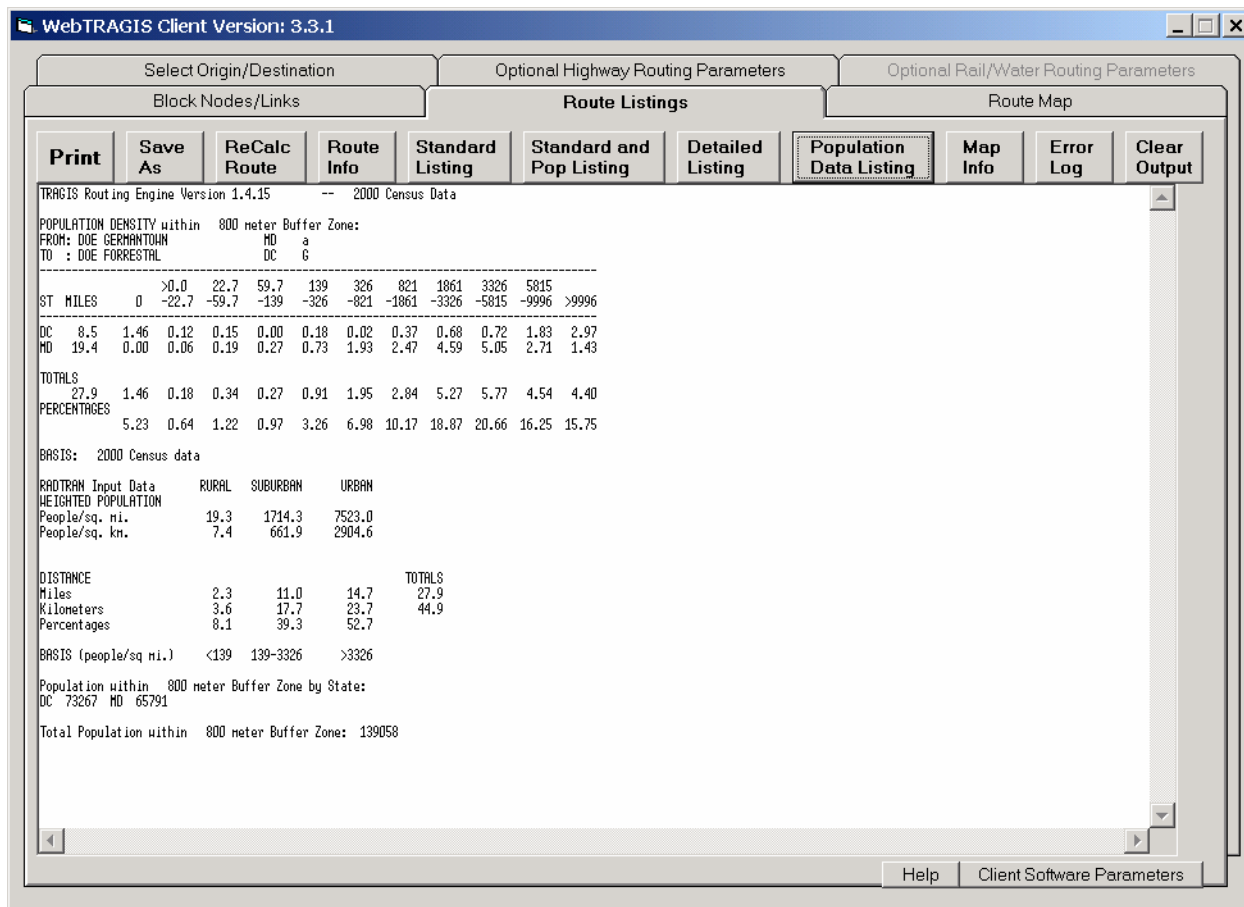 WebTRAGIS Client Version: 3.3.1
Select Origin/Destination Optional Highway Routing Parameters Optional Rail/Water Routing Parameters
Block Nodes/Links Route Listings Route Map
Print Save As ReCalc Route Route Info Standard Listing Standard and Pop Listing Detailed Listing Population Data Listing Map Info Error Log Clear Output
TRAGIS Routing Engine Version 1.4.15 -- 2000 Census Data
POPULATION DENSITY within 800 meter Buffer Zone:
FROM: DOE GERMANTOWN MD a
TO : DOE FORRESTAL DC G
--------------------------------------------------------------------------------
>0.0 22.7 59.7 139 326 821 1861 3326 5815
ST MILES 0 -22.7 -59.7 -139 -326 -821 -1861 -3326 -5815 -9996 >9996
--------------------------------------------------------------------------------
DC 8.5 1.46 0.12 0.15 0.00 0.18 0.02 0.37 0.68 0.72 1.83 2.97
MD 19.4 0.00 0.06 0.19 0.27 0.73 1.93 2.47 4.59 5.05 2.71 1.43
TOTALS
27.9 1.46 0.18 0.34 0.27 0.91 1.95 2.84 5.27 5.77 4.54 4.40
PERCENTAGES
5.23 0.64 1.22 0.97 3.26 6.98 10.17 18.87 20.66 16.25 15.75
BASIS: 2000 Census data
RADTRAN Input Data RURAL SUBURBAN URBAN
WEIGHTED POPULATION
People/sq. mi. 19.3 1714.3 7523.0
People/sq. km. 7.4 661.9 2904.6
DISTANCE TOTALS
Miles 2.3 11.0 14.7 27.9
Kilometers 3.6 17.7 23.7 44.9
Percentages 8.1 39.3 52.7
BASIS (people/sq mi.) <139 139-3326 >3326
Population within 800 meter Buffer Zone by State:
DC 73267 MD 65791
Total Population within 800 meter Buffer Zone: 139058
Help Client Software Parameters